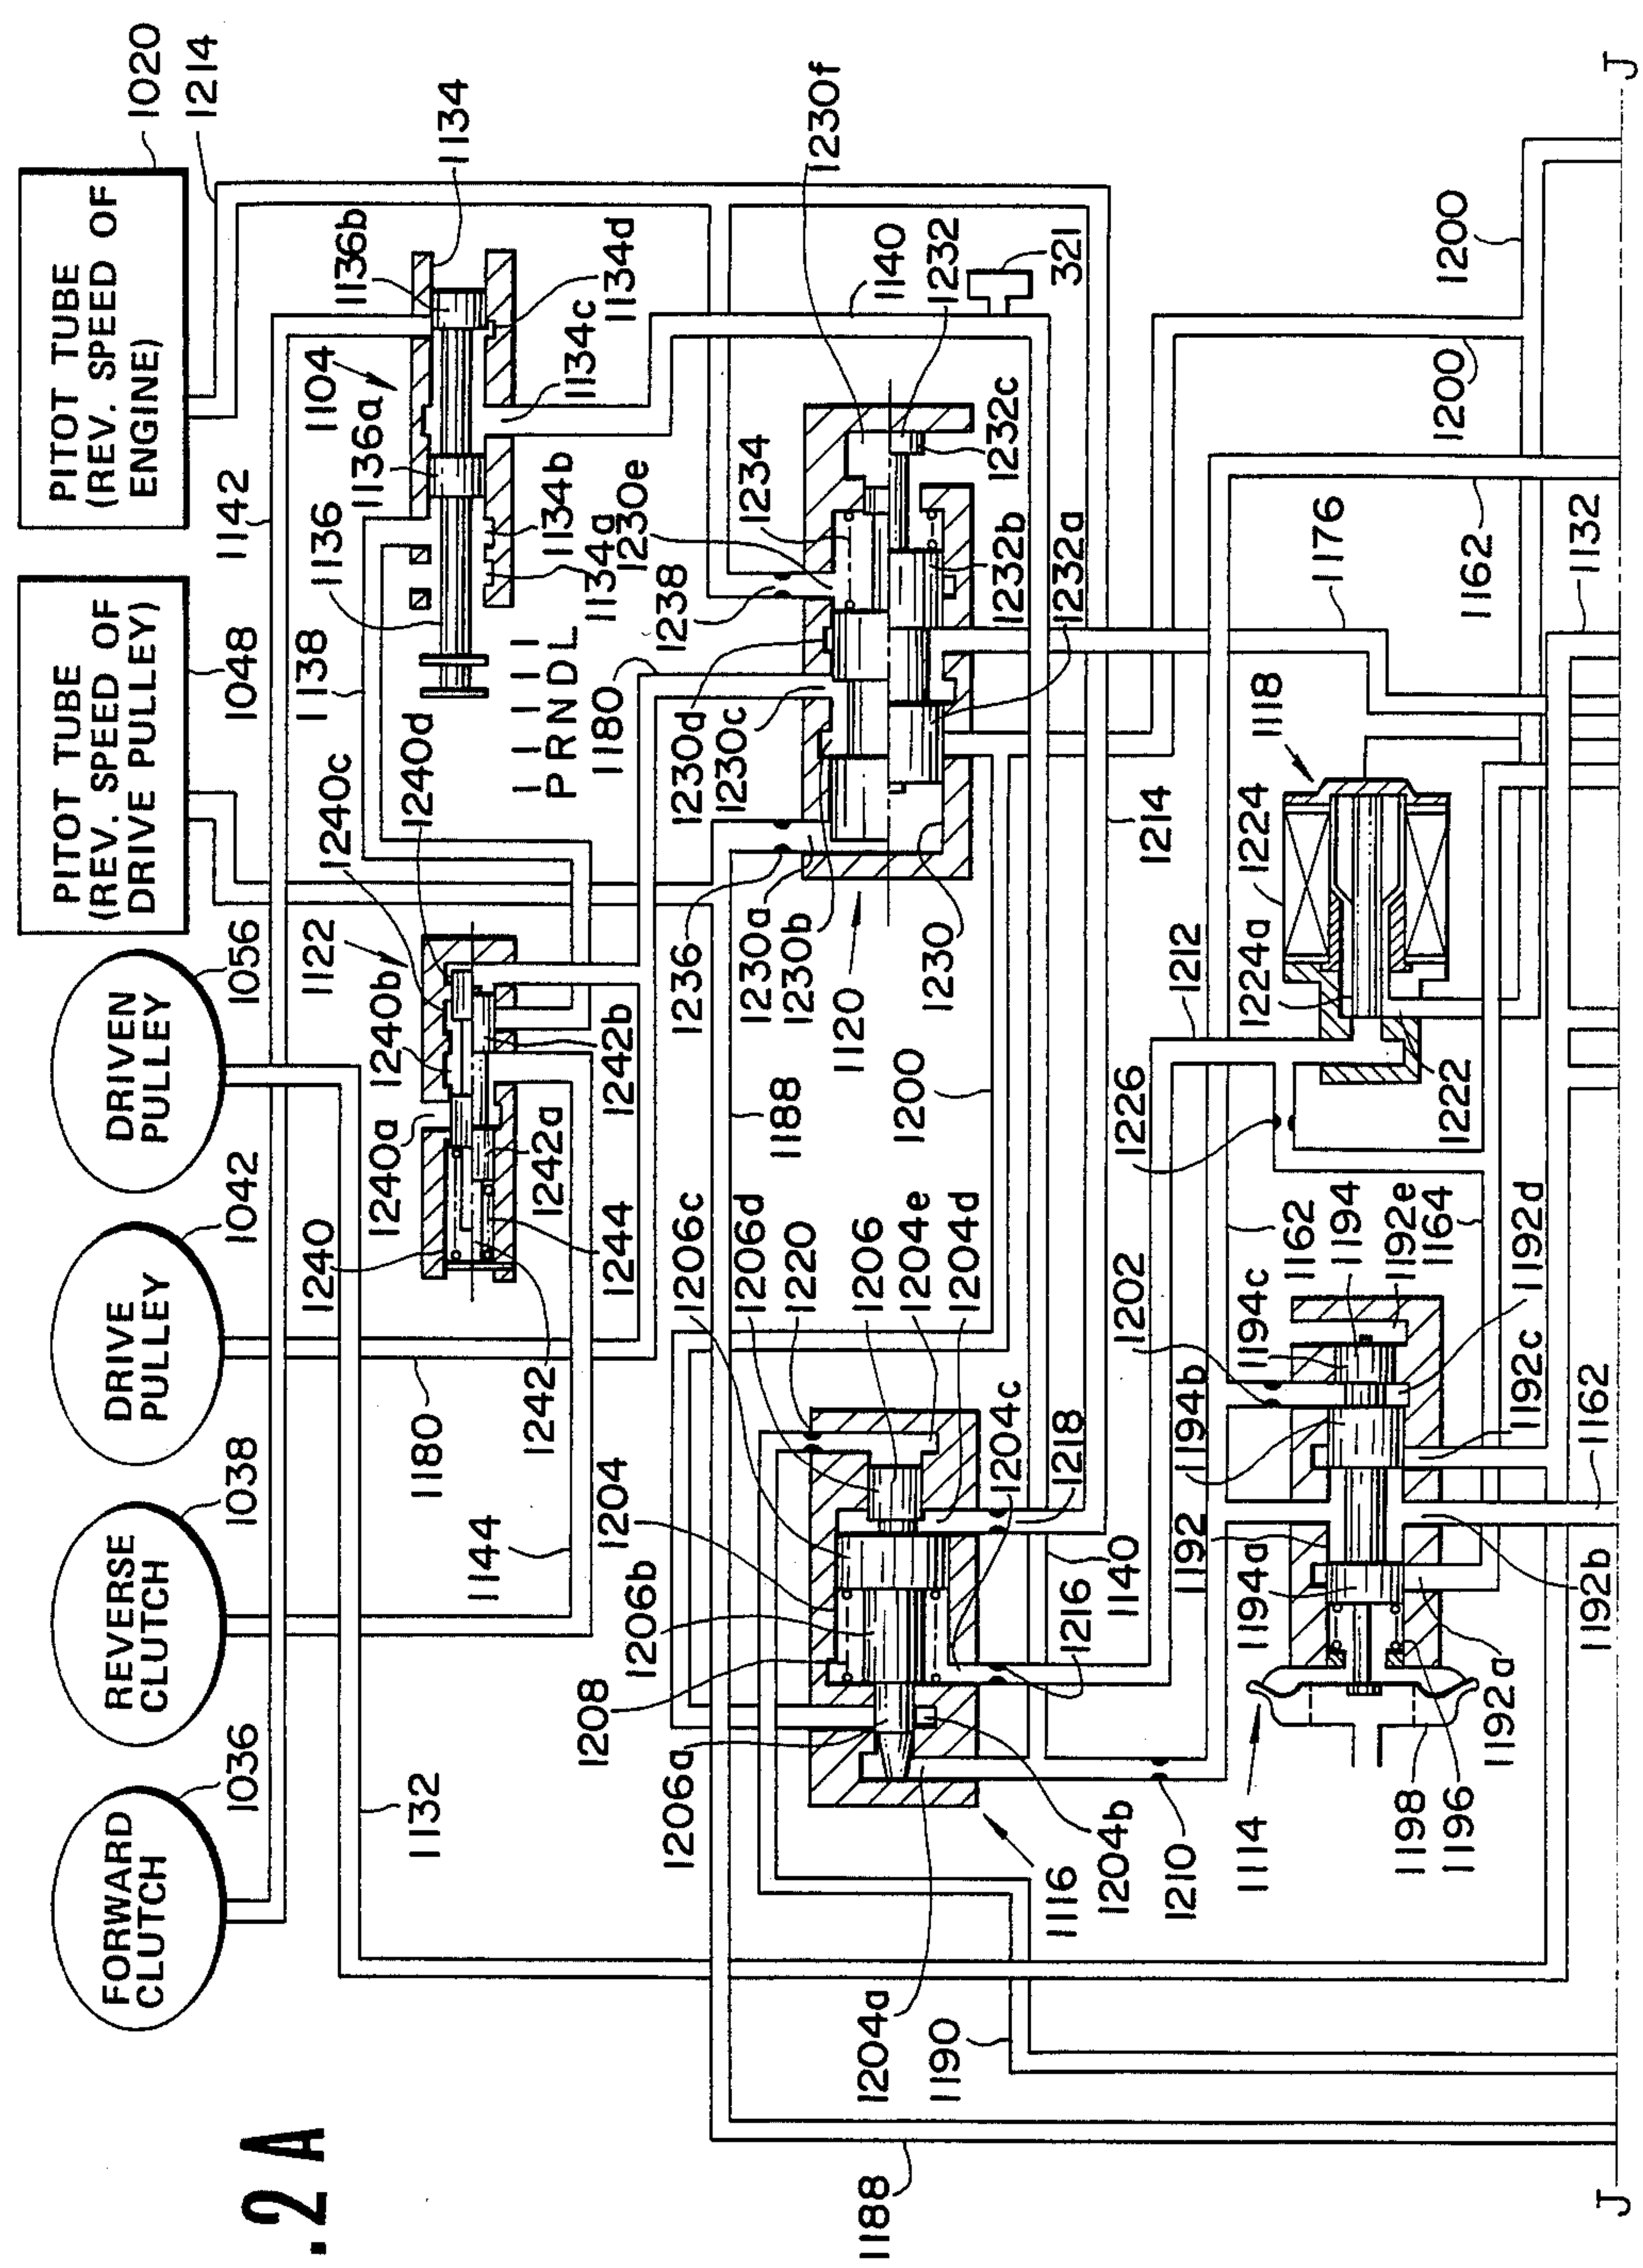 .2 A
FORWARD
CLUTCH
1036
REVERSE
CLUTCH
1038
DRIVE
PULLEY
1042
DRIVEN
PULLEY
1056
PITOT TUBE
(REV. SPEED OF
DRIVE PULLEY)
1048
PITOT TUBE
(REV. SPEED OF
ENGINE)
1020
1214
1142
1132
1180
1144
1240
1240a
1240b
1240c
1240d
1122
1242
1242a
1242b
1244
1138
1136
1136a
1104
1136b
1134
1134a
1134b
1134c
1134d
PRNDL
1180
1238
1230e
1234
1230f
1140
1232
321
1232c
1232b
1232a
1230d
1230c
1236
1230a
1230b
1120
1230
1188
1200
1214
1206c
1206d
1220
1206
1204e
1204d
1204
1206b
1208
1206a
1204c
1218
1216
1140
1204b
1116
1210
1204a
1190
1188
1202
1226
1212
1224a
1224
1118
1222
1176
1162
1132
1200
1200
1162
1194
1192e
1164
1192d
1194c
1194b
1192c
1162
1192
1194a
1192b
1192a
1196
1198
1114
J
J